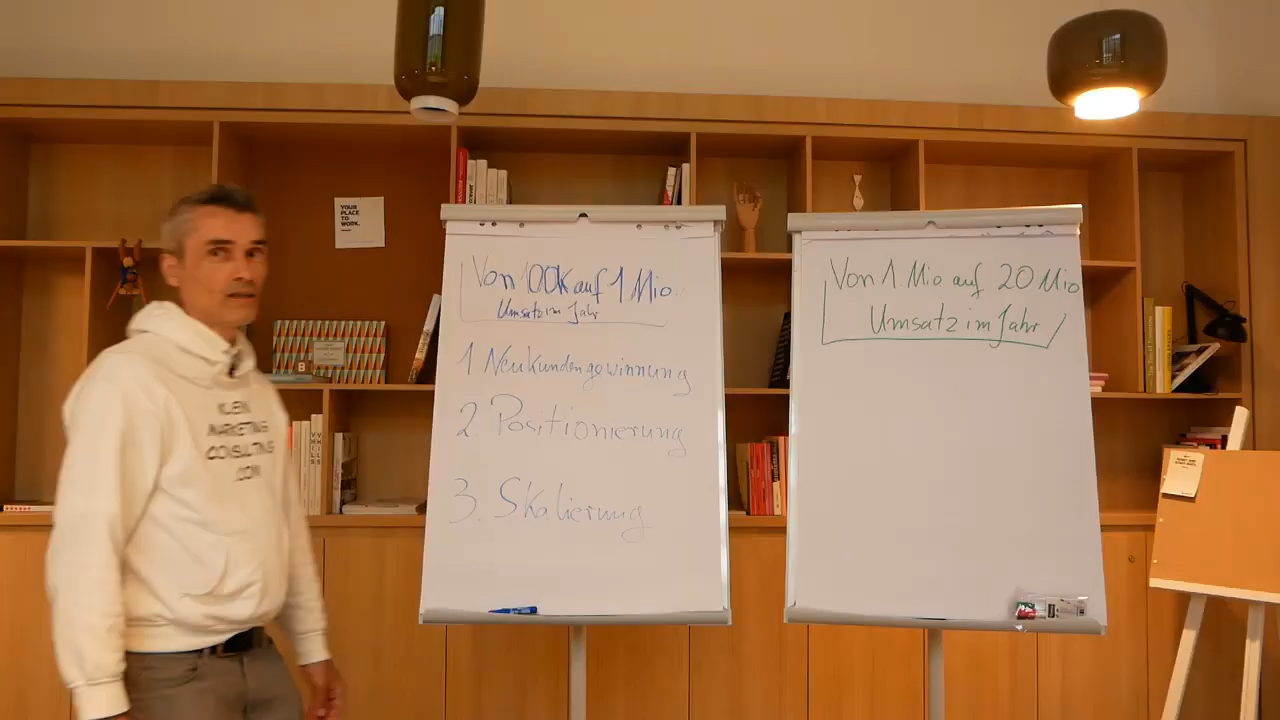 YOUR
PLACE
TO
WORK.
KLEIN
MARKETING
CONSULTING
.COM
Von 100K auf 1 Mio.
Umsatz im Jahr
1 Neukundengewinnung
2. Positionierung
3. Skalierung
Von 1 Mio auf 20 Mio
Umsatz im Jahr
B